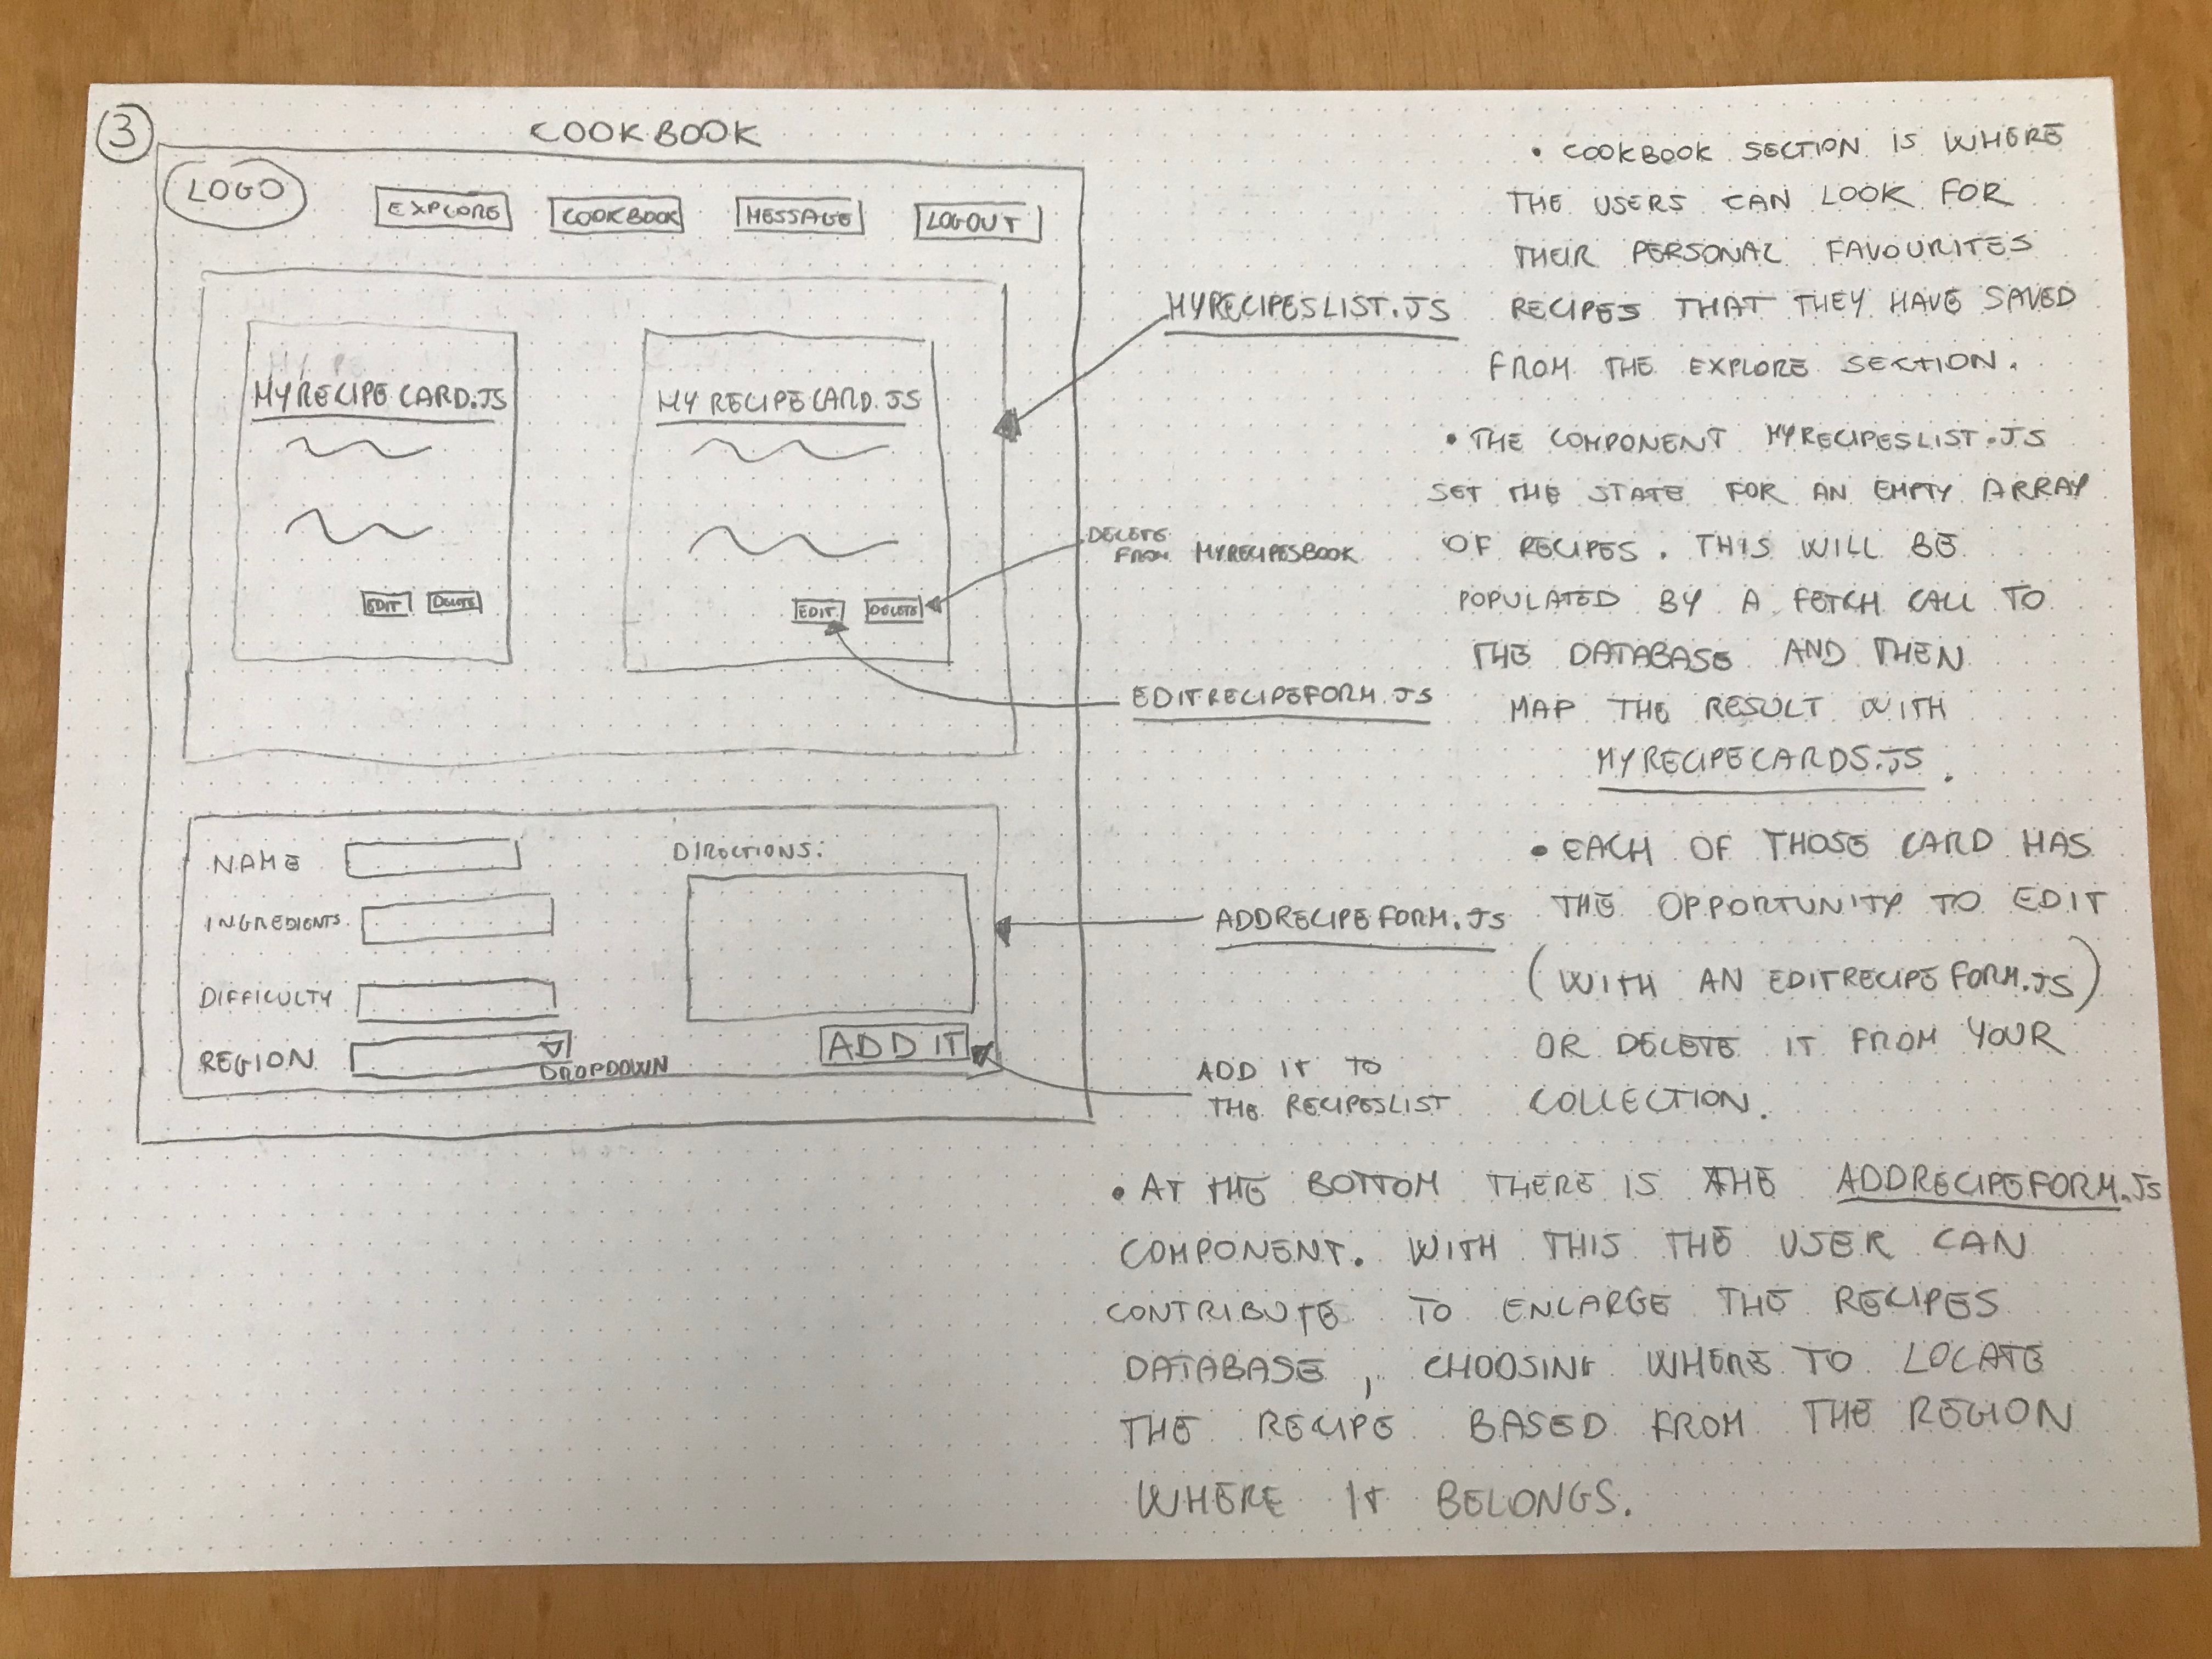 3
COOKBOOK
LOGO
EXPLORE
COOKBOOK
MESSAGE
LOGOUT
MYRECIPECARD.JS
EDIT
DELETE
MYRECIPECARD.JS
EDIT
DELETE
MYRECIPESLIST.JS
DELETE
FROM MYRECIPESBOOK
EDITRECIPEFORM.JS
NAME
INGREDIENTS
DIFFICULTY
REGION
DROPDOWN
DIRECTIONS:
ADD IT
ADDRECIPEFORM.JS
ADD IT TO
THE RECIPESLIST
• COOKBOOK SECTION IS WHERE
THE USERS CAN LOOK FOR
THEIR PERSONAL FAVOURITES
RECIPES THAT THEY HAVE SAVED
FROM THE EXPLORE SECTION.
• THE COMPONENT MYRECIPESLIST.JS
SET THE STATE FOR AN EMPTY ARRAY
OF RECIPES. THIS WILL BE
POPULATED BY A FETCH CALL TO
THE DATABASE AND THEN
MAP THE RESULT WITH
MYRECIPECARDS.JS.
• EACH OF THOSE CARD HAS
THE OPPORTUNITY TO EDIT
(WITH AN EDITRECIPEFORM.JS)
OR DELETE IT FROM YOUR
COLLECTION.
• AT THE BOTTOM THERE IS THE ADDRECIPEFORM.JS
COMPONENT. WITH THIS THE USER CAN
CONTRIBUTE TO ENLARGE THE RECIPES
DATABASE, CHOOSING WHERE TO LOCATE
THE RECIPE BASED FROM THE REGION
WHERE IT BELONGS.